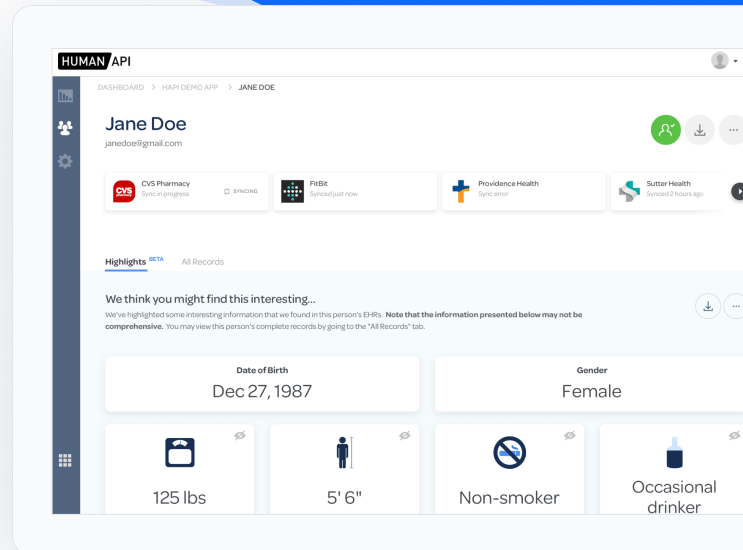 HUMAN API
DASHBOARD > HAPI DEMO APP > JANE DOE
Jane Doe
janedoe@gmail.com
CVS pharmacy
CVS Pharmacy
Sync in progress
SYNCING
FitBit
Synced just now
Providence Health
Sync error
Sutter Health
Synced 2 hours ago
Highlights BETA
All Records
We think you might find this interesting...
We've highlighted some interesting information that we found in this person's EHRs. Note that the information presented below may not be
comprehensive. You may view this person's complete records by going to the "All Records" tab.
Date of Birth
Dec 27, 1987
Gender
Female
125 lbs
5' 6"
Non-smoker
Occasional
drinker